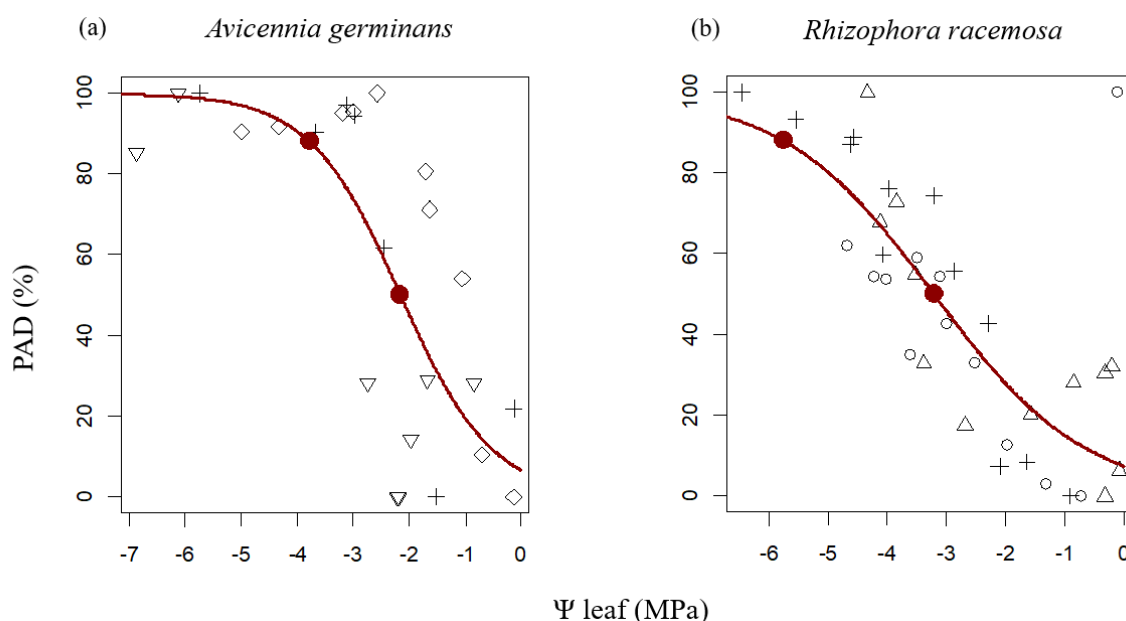 (a) Avicennia germinans
(b) Rhizophora racemosa
PAD (%)
100
80
60
40
20
0
-7 -6 -5 -4 -3 -2 -1 0
100
80
60
40
20
0
-6 -5 -4 -3 -2 -1 0
Ψ leaf (MPa)